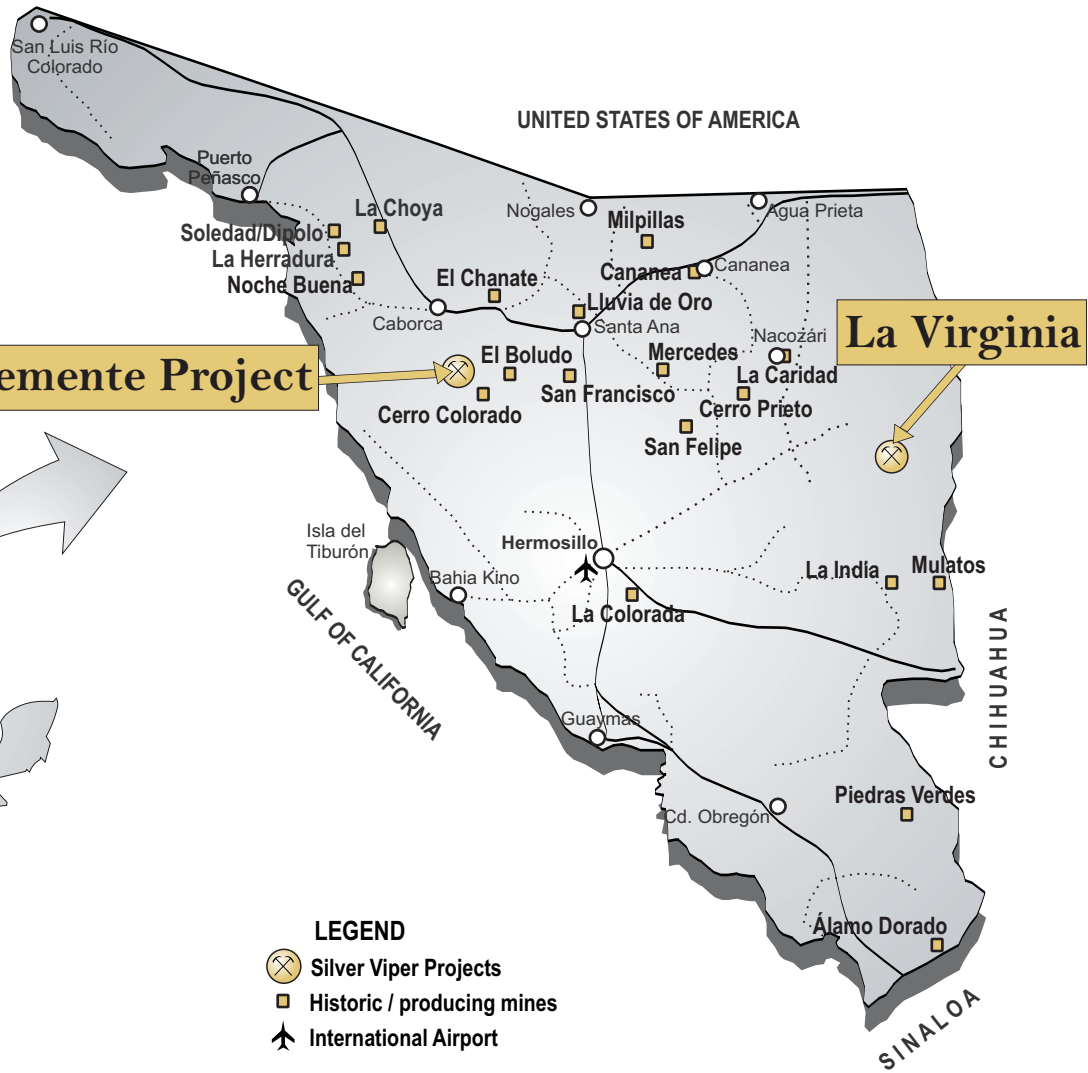 San Luis Río
Colorado
UNITED STATES OF AMERICA
Puerto
Peñasco
La Choya
Nogales
Agua Prieta
Milpillas
Soledad/Dipolo
La Herradura
Noche Buena
Cananea
Cananea
El Chanate
Lluvia de Oro
Caborca
Santa Ana
Nacozári
La Virginia
emente Project
El Boludo
Mercedes
La Caridad
San Francisco
Cerro Colorado
Cerro Prieto
San Felipe
Isla del
Tiburón
Hermosillo
Bahia Kino
La India
Mulatos
La Colorada
GULF OF CALIFORNIA
CHIHUAHUA
Guaymas
Piedras Verdes
Cd. Obregón
Álamo Dorado
SINALOA
LEGEND
Silver Viper Projects
Historic / producing mines
International Airport